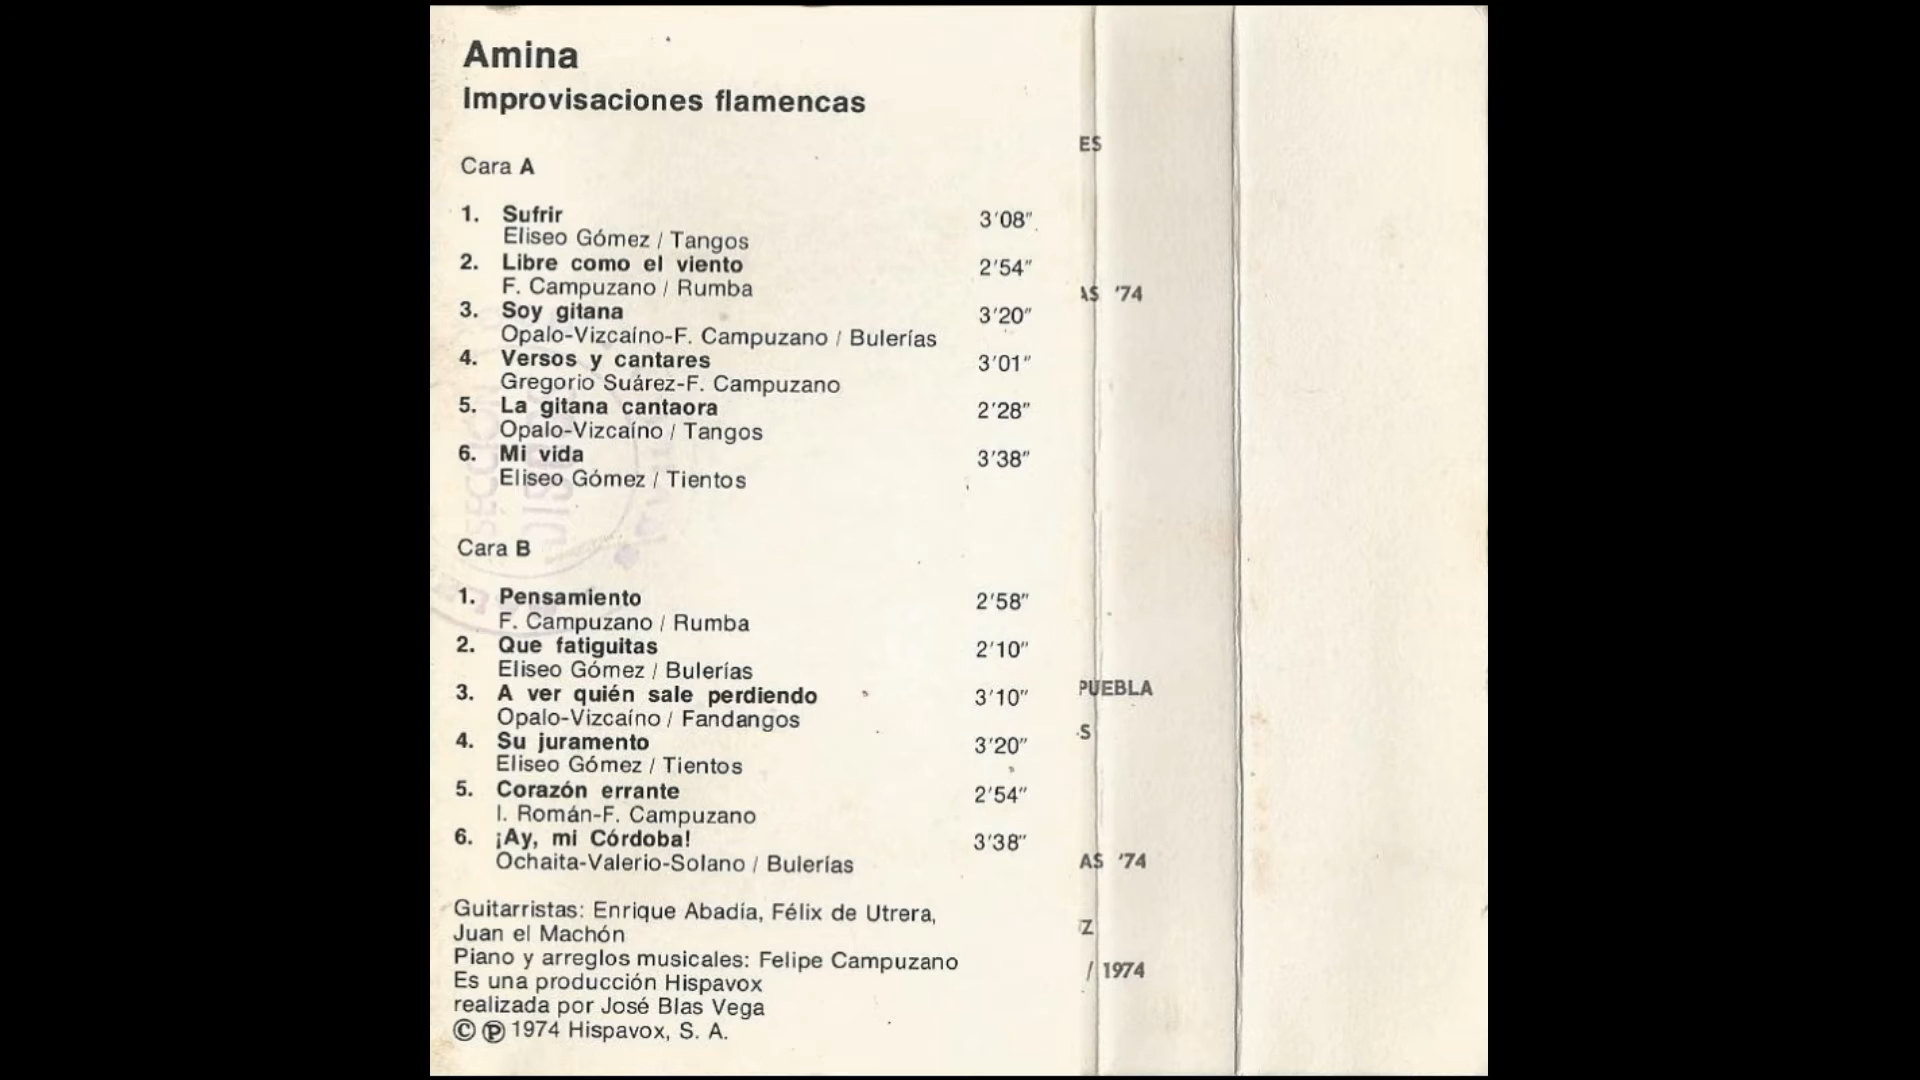 Amina
Improvisaciones flamencas
Cara A
1. Sufrir 3'08"
Eliseo Gómez / Tangos
2. Libre como el viento 2'54"
F. Campuzano / Rumba
3. Soy gitana 3'20"
Opalo-Vizcaíno-F. Campuzano / Bulerías
4. Versos y cantares 3'01"
Gregorio Suárez-F. Campuzano
5. La gitana cantaora 2'28"
Opalo-Vizcaíno / Tangos
6. Mi vida 3'38"
Eliseo Gómez / Tientos
Cara B
1. Pensamiento 2'58"
F. Campuzano / Rumba
2. Que fatiguitas 2'10"
Eliseo Gómez / Bulerías
3. A ver quién sale perdiendo 3'10"
Opalo-Vizcaíno / Fandangos
4. Su juramento 3'20"
Eliseo Gómez / Tientos
5. Corazón errante 2'54"
I. Román-F. Campuzano
6. ¡Ay, mi Córdoba! 3'38"
Ochaita-Valerio-Solano / Bulerías
Guitarristas: Enrique Abadía, Félix de Utrera,
Juan el Machón
Piano y arreglos musicales: Felipe Campuzano
Es una producción Hispavox
realizada por José Blas Vega
© ℗ 1974 Hispavox, S. A.
ES
AS '74
PUEBLA
S
AS '74
Z
/ 1974